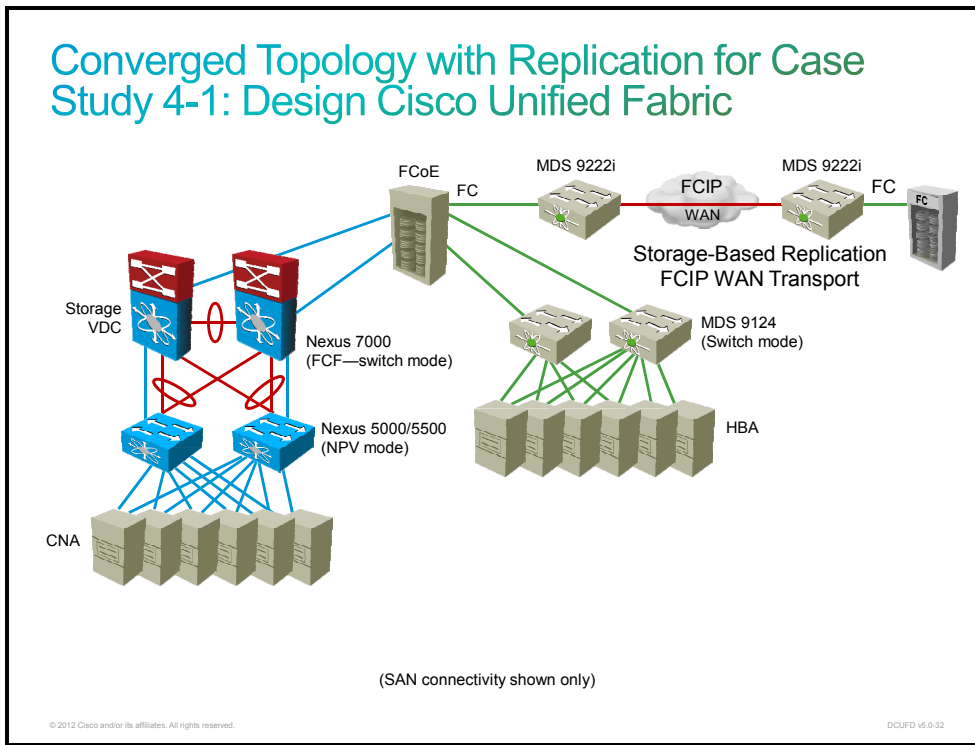 Converged Topology with Replication for Case
Study 4-1: Design Cisco Unified Fabric
MDS 9222i
MDS 9222i
FCoE
FC
FCIP
WAN
FC
FC
Storage-Based Replication
FCIP WAN Transport
Storage
VDC
Nexus 7000
(FCF—switch mode)
MDS 9124
(Switch mode)
Nexus 5000/5500
(NPV mode)
HBA
CNA
(SAN connectivity shown only)
© 2012 Cisco and/or its affiliates. All rights reserved.
DCUFD v5.0-32